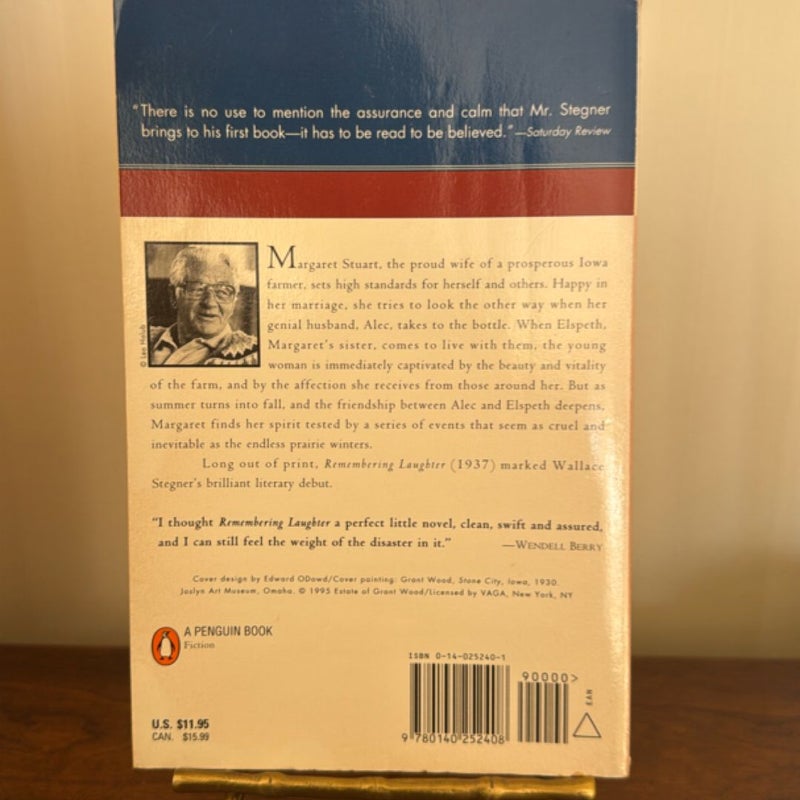 "There is no use to mention the assurance and calm that Mr. Stegner
brings to his first book—it has to be read to be believed." —Saturday Review
© Leo Holub
Margaret Stuart, the proud wife of a prosperous Iowa
farmer, sets high standards for herself and others. Happy in
her marriage, she tries to look the other way when her
genial husband, Alec, takes to the bottle. When Elspeth,
Margaret's sister, comes to live with them, the young
woman is immediately captivated by the beauty and vitality
of the farm, and by the affection she receives from those around her. But as
summer turns into fall, and the friendship between Alec and Elspeth deepens,
Margaret finds her spirit tested by a series of events that seem as cruel and
inevitable as the endless prairie winters.
Long out of print, Remembering Laughter (1937) marked Wallace
Stegner's brilliant literary debut.
"I thought Remembering Laughter a perfect little novel, clean, swift and assured,
and I can still feel the weight of the disaster in it."
—WENDELL BERRY
Cover design by Edward ODowd/Cover painting: Grant Wood, Stone City, Iowa, 1930.
Joslyn Art Museum, Omaha. © 1995 Estate of Grant Wood/Licensed by VAGA, New York, NY
A PENGUIN BOOK
Fiction
ISBN 0-14-025240-1
90000>
EAN
9 780140 252408
U.S. $11.95
CAN. $15.99